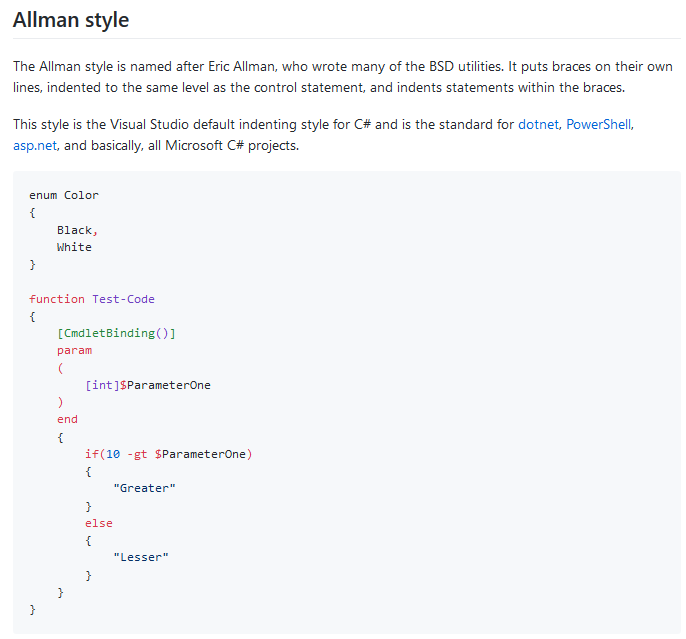 Allman style
The Allman style is named after Eric Allman, who wrote many of the BSD utilities. It puts braces on their own
lines, indented to the same level as the control statement, and indents statements within the braces.
This style is the Visual Studio default indenting style for C# and is the standard for dotnet, PowerShell,
asp.net, and basically, all Microsoft C# projects.
enum Color
{
    Black,
    White
}
function Test-Code
{
    [CmdletBinding()]
    param
    (
        [int]$ParameterOne
    )
    end
    {
        if(10 -gt $ParameterOne)
        {
            "Greater"
        }
        else
        {
            "Lesser"
        }
    }
}